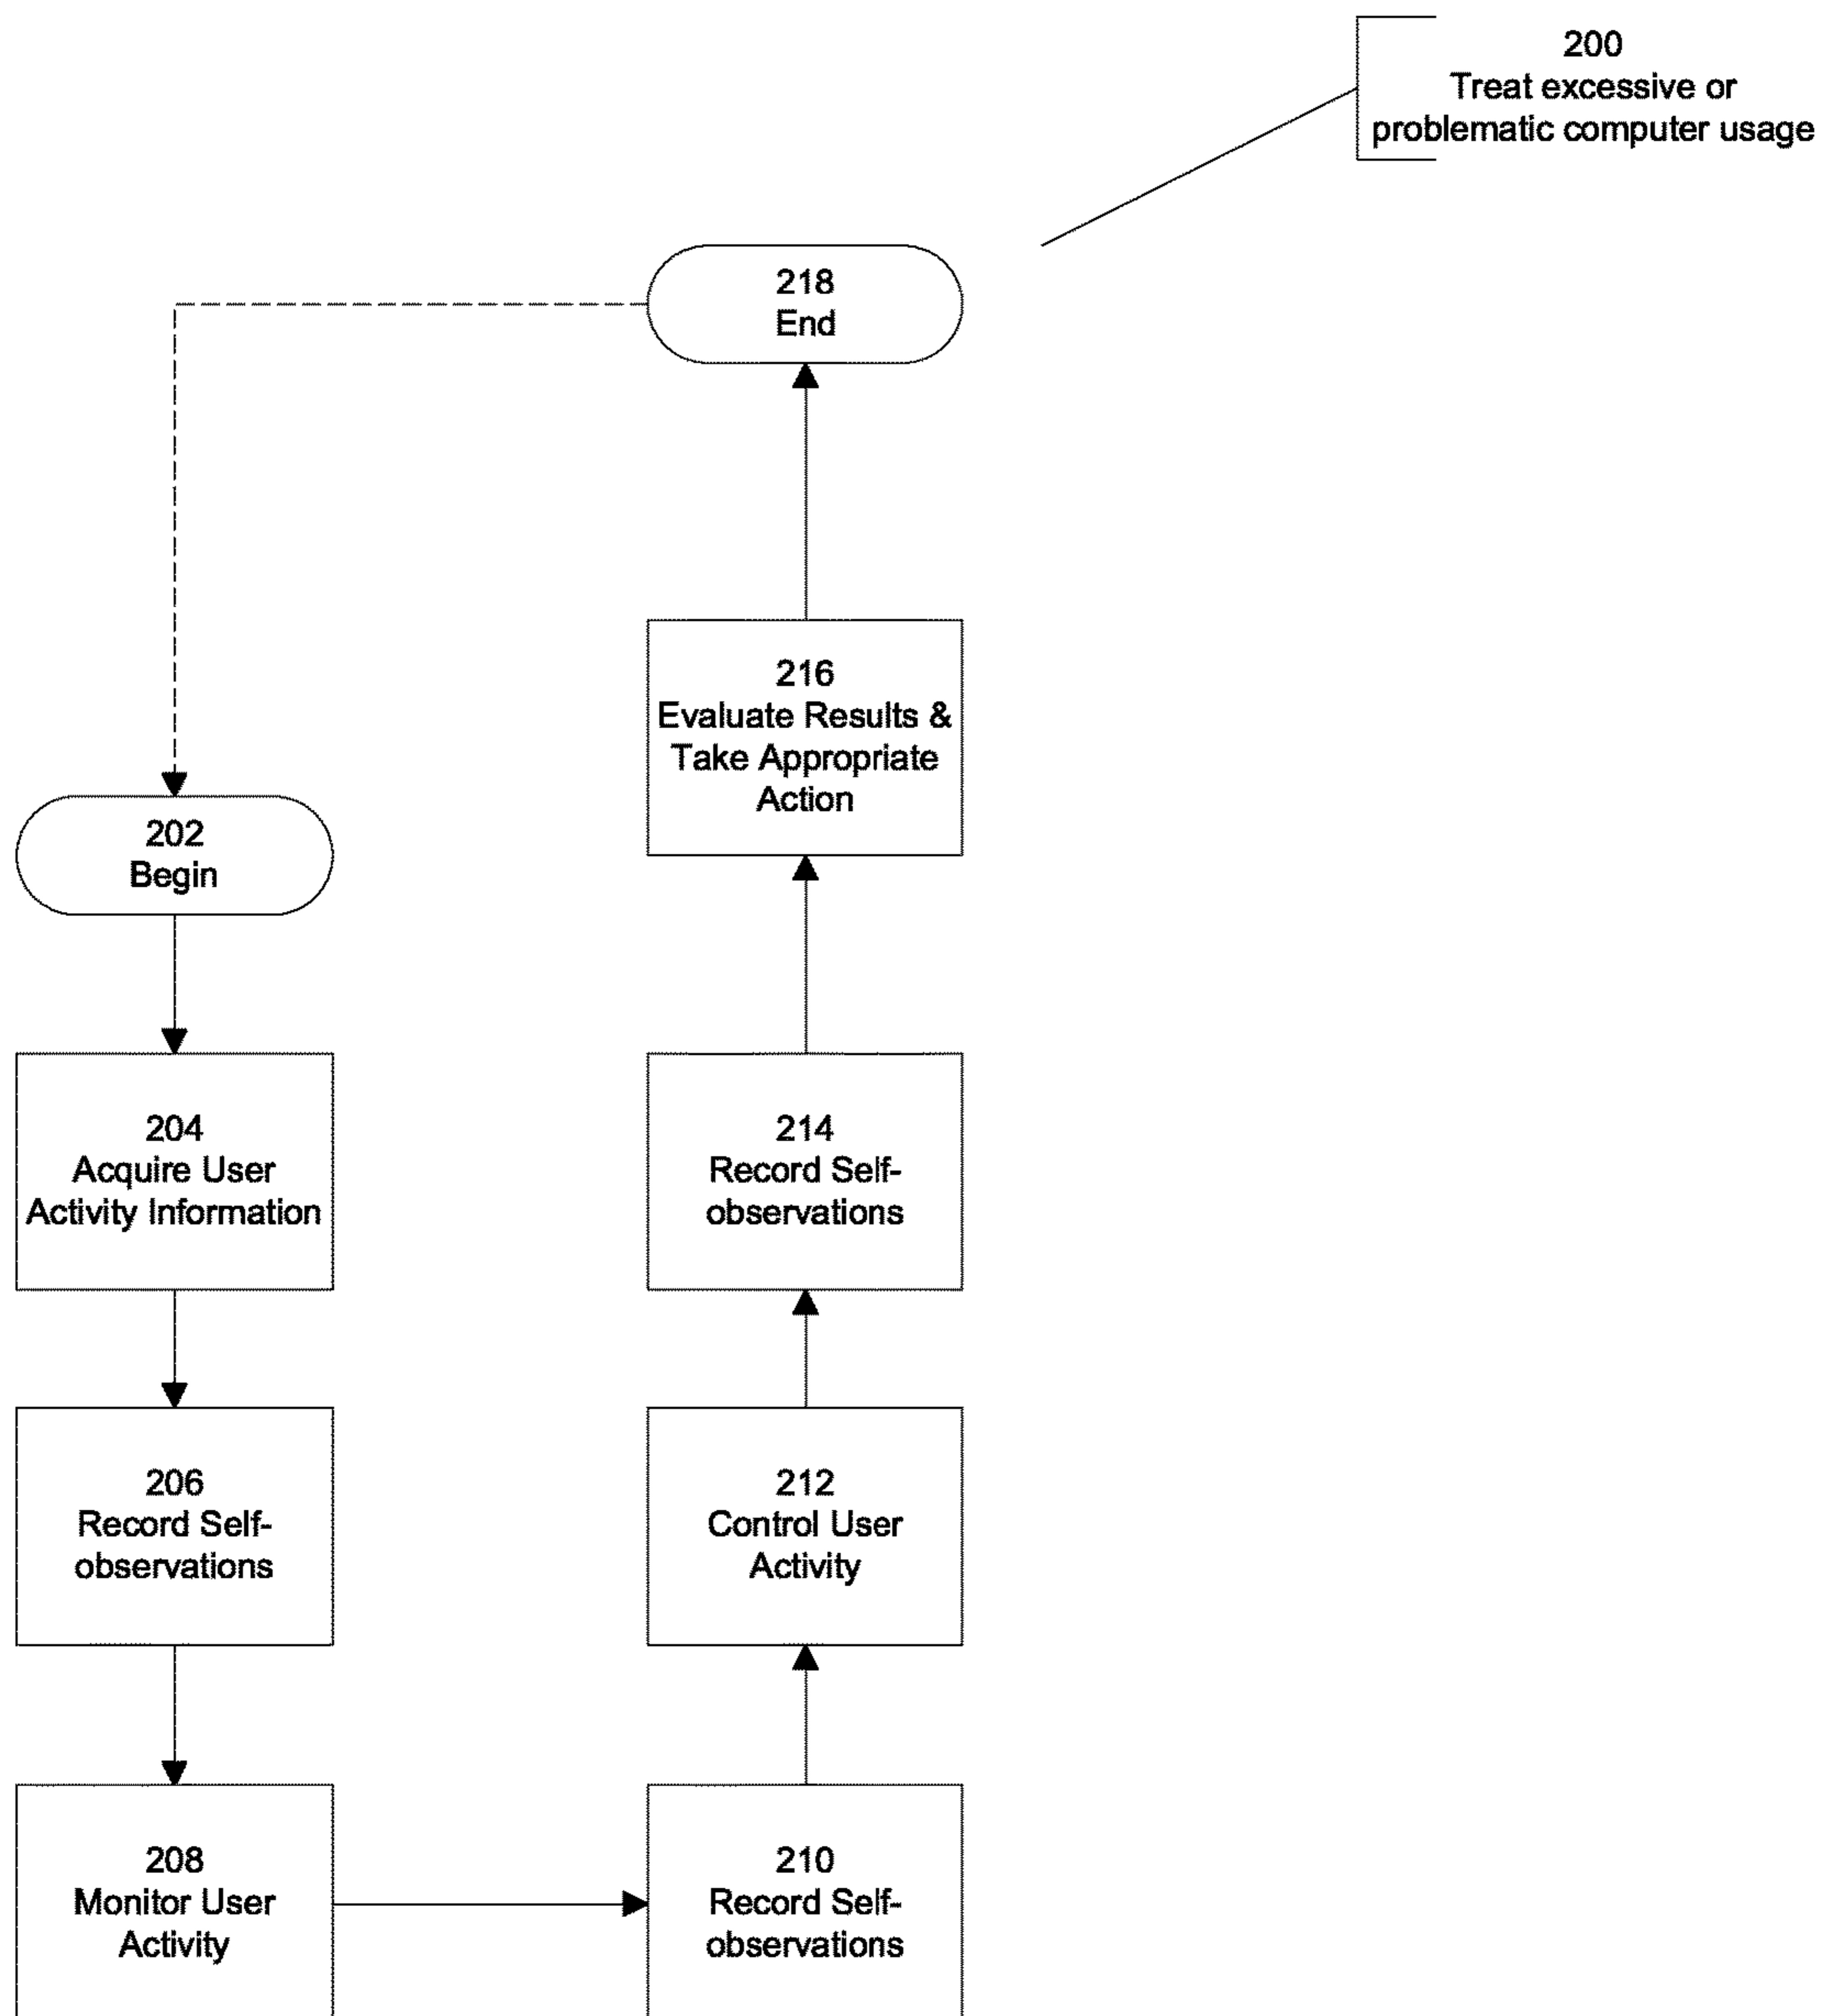 200
Treat excessive or
problematic computer usage
218
End
216
Evaluate Results &
Take Appropriate
Action
202
Begin
204
Acquire User
Activity Information
214
Record Self-
observations
206
Record Self-
observations
212
Control User
Activity
208
Monitor User
Activity
210
Record Self-
observations